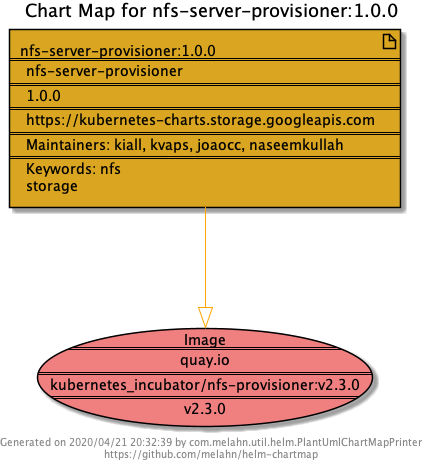 Chart Map for nfs-server-provisioner:1.0.0
nfs-server-provisioner:1.0.0
nfs-server-provisioner
1.0.0
https://kubernetes-charts.storage.googleapis.com
Maintainers: kiall, kvaps, joaocc, naseemkullah
Keywords: nfs
storage
Image
quay.io
kubernetes_incubator/nfs-provisioner:v2.3.0
v2.3.0
Generated on 2020/04/21 20:32:39 by com.melahn.util.helm.PlantUmlChartMapPrinter
https://github.com/melahn/helm-chartmap